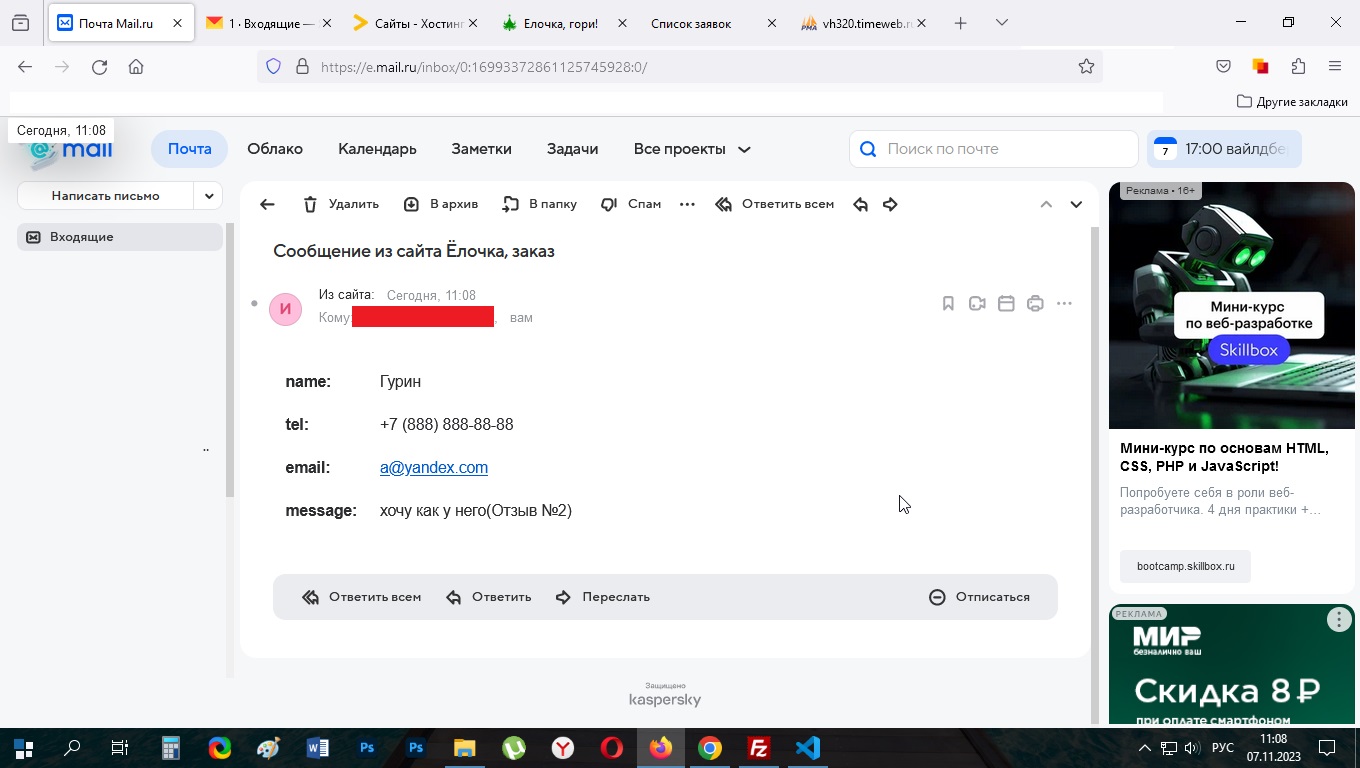 Почта Mail.ru
1 · Входящие —
Сайты - Хостинг
Елочка, гори!
Список заявок
PMA vh320.timeweb.r
https://e.mail.ru/inbox/0:16993372861125745928:0/
Другие закладки
Сегодня, 11:08
@ mail
Почта Облако Календарь Заметки Задачи Все проекты
Поиск по почте
7 17:00 вайлдбе
Написать письмо
Входящие
Удалить В архив В папку Спам Ответить всем
Сообщение из сайта Ёлочка, заказ
И
Из сайта: Сегодня, 11:08
Кому: , вам
name: Гурин
tel: +7 (888) 888-88-88
email: a@yandex.com
message: хочу как у него(Отзыв №2)
..
Ответить всем Ответить Переслать Отписаться
Защищено
kaspersky
Реклама • 16+
Мини-курс
по веб-разработке
Skillbox
Мини-курс по основам HTML,
CSS, PHP и JavaScript!
Попробуете себя в роли веб-
разработчика. 4 дня практики +...
bootcamp.skillbox.ru
РЕКЛАМА
МИР
безналично ваш
Скидка 8 ₽
при оплате смартфоном
W Ps Ps Y Fz
РУС
11:08
07.11.2023